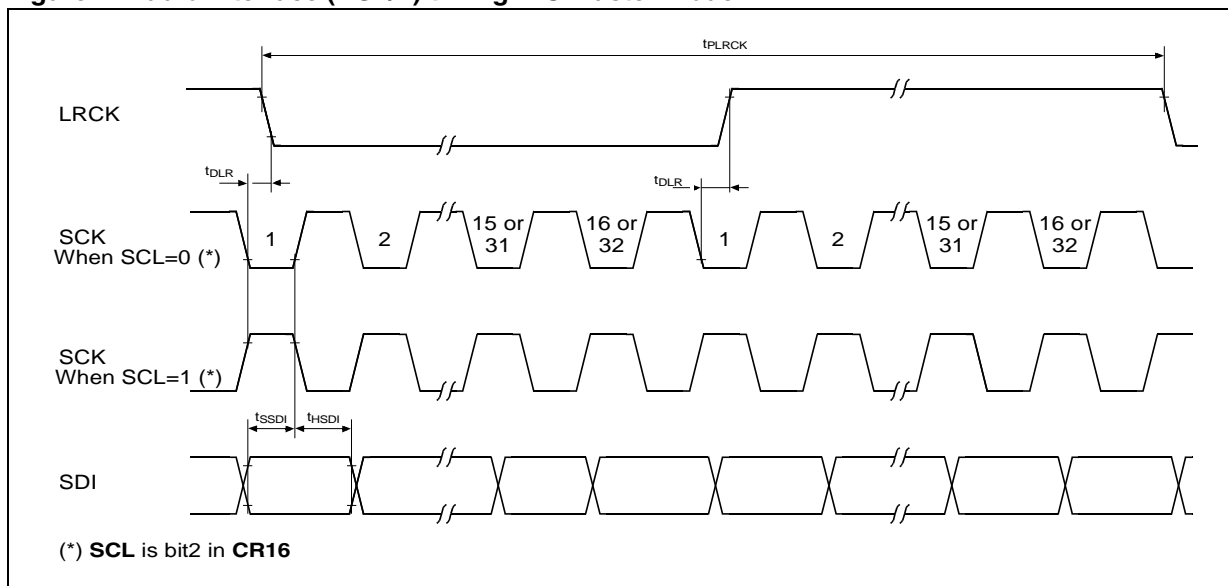 tPLRCK
LRCK
tDLR
tDLR
SCK
When SCL=0 (*)
1
2
15 or
31
16 or
32
1
2
15 or
31
16 or
32
SCK
When SCL=1 (*)
tSSDI
tHSDI
SDI
(*) SCL is bit2 in CR16